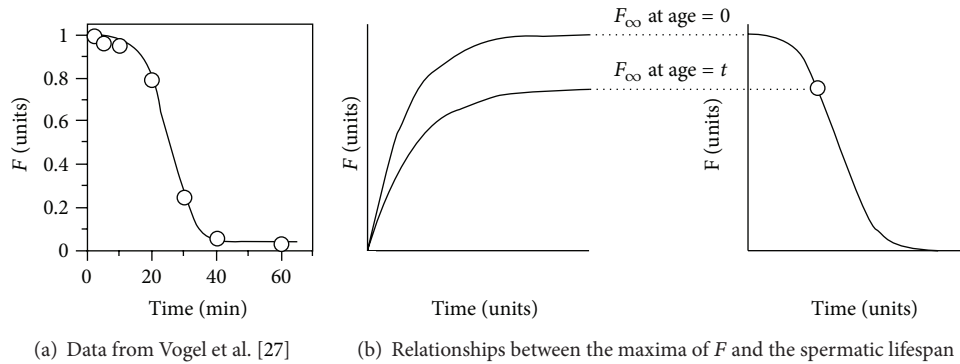 1
0.8
0.6
0.4
0.2
0
F (units)
0 20 40 60
Time (min)
(a) Data from Vogel et al. [27]
F (units)
Time (units)
F∞ at age = 0
F∞ at age = t
F (units)
Time (units)
(b) Relationships between the maxima of F and the spermatic lifespan